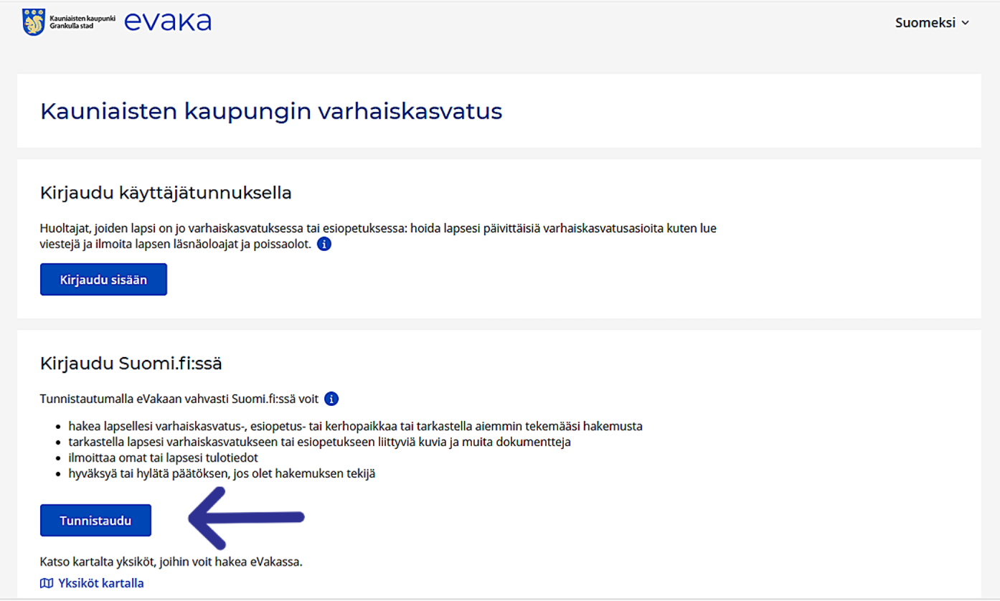 Kauniaisten kaupunki
Grankulla stad
evaka
Suomeksi
Kauniaisten kaupungin varhaiskasvatus
Kirjaudu käyttäjätunnuksella
Huoltajat, joiden lapsi on jo varhaiskasvatuksessa tai esiopetuksessa: hoida lapsesi päivittäisiä varhaiskasvatusasioita kuten lue
viestejä ja ilmoita lapsen läsnäoloajat ja poissaolot.
Kirjaudu sisään
Kirjaudu Suomi.fi:ssä
Tunnistautumalla eVakaan vahvasti Suomi.fi:ssä voit
• hakea lapsellesi varhaiskasvatus-, esiopetus- tai kerhopaikkaa tai tarkastella aiemmin tekemääsi hakemusta
• tarkastella lapsesi varhaiskasvatukseen tai esiopetukseen liittyviä kuvia ja muita dokumentteja
• ilmoittaa omat tai lapsesi tulotiedot
• hyväksyä tai hylätä päätöksen, jos olet hakemuksen tekijä
Tunnistaudu
Katso kartalta yksiköt, joihin voit hakea eVakassa.
Yksiköt kartalla